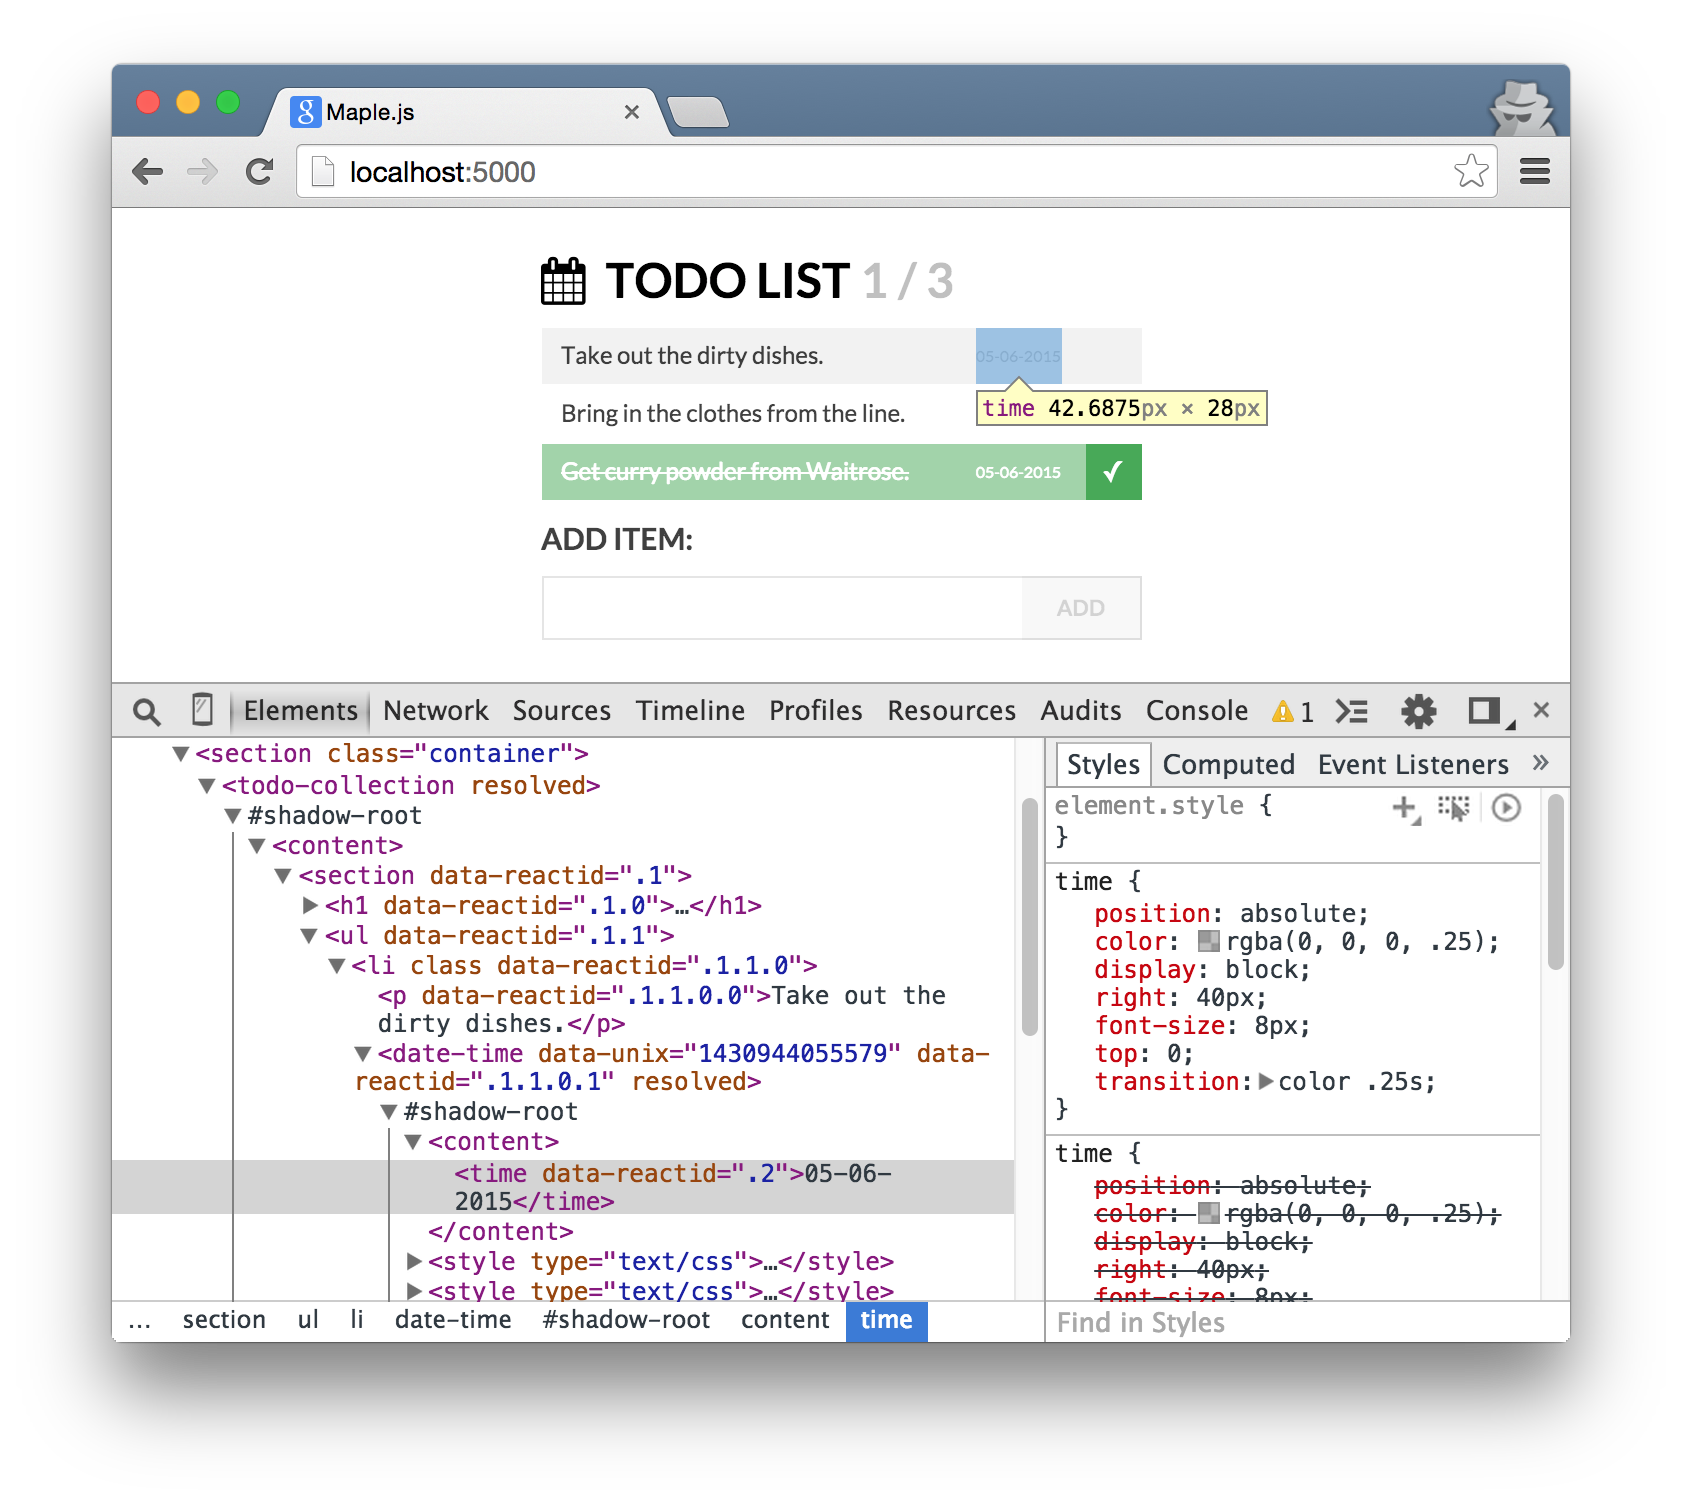 Maple.js
localhost:5000
TODO LIST 1 / 3
Take out the dirty dishes.
05-06-2015
Bring in the clothes from the line.
time 42.6875px × 28px
Get curry powder from Waitrose.
05-06-2015
✓
ADD ITEM:
ADD
Elements Network Sources Timeline Profiles Resources Audits Console 1
<section class="container">
<todo-collection resolved>
#shadow-root
<content>
<section data-reactid=".1">
<h1 data-reactid=".1.0">…</h1>
<ul data-reactid=".1.1">
<li class data-reactid=".1.1.0">
<p data-reactid=".1.1.0.0">Take out the
dirty dishes.</p>
<date-time data-unix="1430944055579" data-
reactid=".1.1.0.1" resolved>
#shadow-root
<content>
<time data-reactid=".2">05-06-
2015</time>
</content>
<style type="text/css">…</style>
<style type="text/css">…</style>
… section ul li date-time #shadow-root content time
Styles Computed Event Listeners »
element.style {
}
time {
position: absolute;
color: rgba(0, 0, 0, .25);
display: block;
right: 40px;
font-size: 8px;
top: 0;
transition: color .25s;
}
time {
position: absolute;
color: rgba(0, 0, 0, .25);
display: block;
right: 40px;
font-size: 8px;
Find in Styles